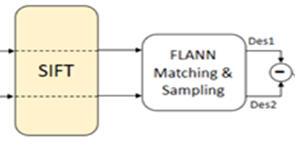 SIFT
FLANN
Matching &
Sampling
Des1
Des2